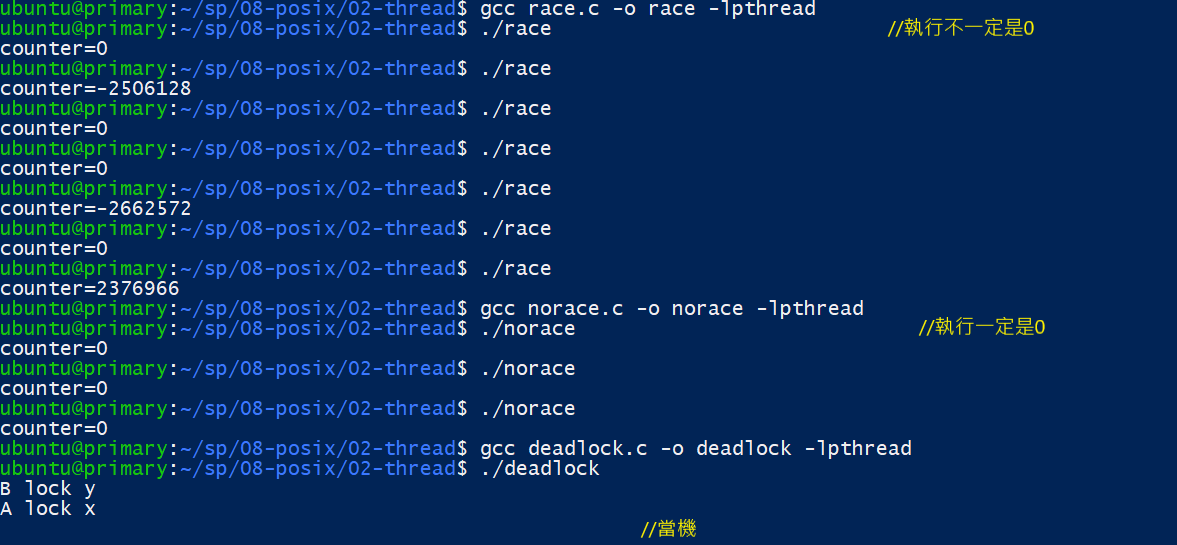 ubuntu@primary:~/sp/08-posix/02-thread$ gcc race.c -o race -lpthread
ubuntu@primary:~/sp/08-posix/02-thread$ ./race //執行不一定是0
counter=0
ubuntu@primary:~/sp/08-posix/02-thread$ ./race
counter=-2506128
ubuntu@primary:~/sp/08-posix/02-thread$ ./race
counter=0
ubuntu@primary:~/sp/08-posix/02-thread$ ./race
counter=0
ubuntu@primary:~/sp/08-posix/02-thread$ ./race
counter=-2662572
ubuntu@primary:~/sp/08-posix/02-thread$ ./race
counter=0
ubuntu@primary:~/sp/08-posix/02-thread$ ./race
counter=2376966
ubuntu@primary:~/sp/08-posix/02-thread$ gcc norace.c -o norace -lpthread
ubuntu@primary:~/sp/08-posix/02-thread$ ./norace //執行一定是0
counter=0
ubuntu@primary:~/sp/08-posix/02-thread$ ./norace
counter=0
ubuntu@primary:~/sp/08-posix/02-thread$ ./norace
counter=0
ubuntu@primary:~/sp/08-posix/02-thread$ gcc deadlock.c -o deadlock -lpthread
ubuntu@primary:~/sp/08-posix/02-thread$ ./deadlock
B lock y
A lock x
//當機